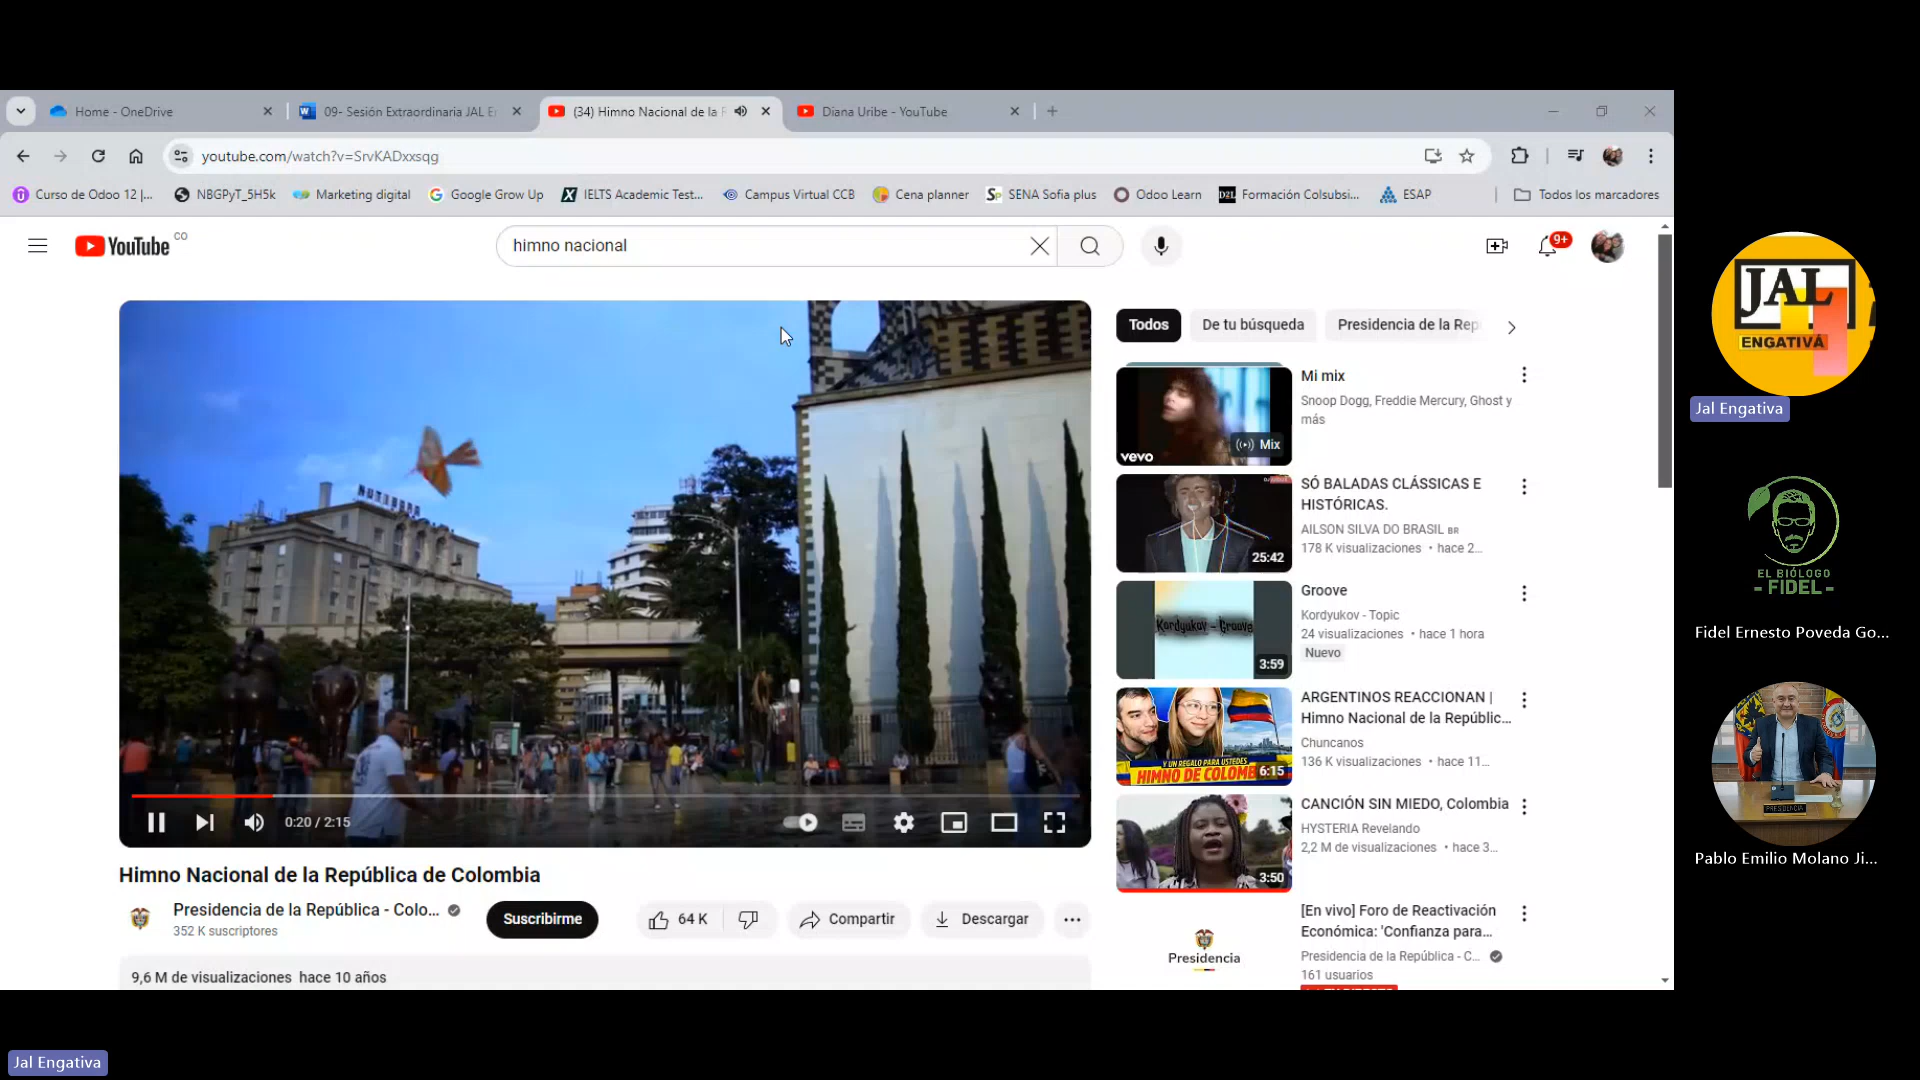 Home - OneDrive
09- Sesión Extraordinaria JAL E
(34) Himno Nacional de la R
Diana Uribe - YouTube
youtube.com/watch?v=SrvKADxxsqg
Curso de Odoo 12 |...
NBGPyT_5H5k
Marketing digital
Google Grow Up
IELTS Academic Test...
Campus Virtual CCB
Cena planner
SENA Sofia plus
Odoo Learn
Formación Colsubsi...
ESAP
Todos los marcadores
YouTube CO
himno nacional
9+
NUTIBARA
0:20 / 2:15
Himno Nacional de la República de Colombia
Presidencia de la República - Colo...
352 K suscriptores
Suscribirme
64 K
Compartir
Descargar
9,6 M de visualizaciones hace 10 años
Todos
De tu búsqueda
Presidencia de la Rep
vevo
Mix
Mi mix
Snoop Dogg, Freddie Mercury, Ghost y
más
25:42
SÓ BALADAS CLÁSSICAS E
HISTÓRICAS.
AILSON SILVA DO BRASIL BR
178 K visualizaciones • hace 2...
Kordyukov - Groove
3:59
Groove
Kordyukov - Topic
24 visualizaciones • hace 1 hora
Nuevo
Y UN REGALO PARA USTEDES
HIMNO DE COLOMB
6:15
ARGENTINOS REACCIONAN |
Himno Nacional de la Repúblic...
Chuncanos
136 K visualizaciones • hace 11...
3:50
CANCIÓN SIN MIEDO, Colombia
HYSTERIA Revelando
2,2 M de visualizaciones • hace 3...
Presidencia
[En vivo] Foro de Reactivación
Económica: 'Confianza para...
Presidencia de la República - C...
161 usuarios
JAL
ENGATIVÁ
Jal Engativa
EL BIÓLOGO
- FIDEL -
Fidel Ernesto Poveda Go...
PRESIDENCIA
Pablo Emilio Molano Ji...
Jal Engativa